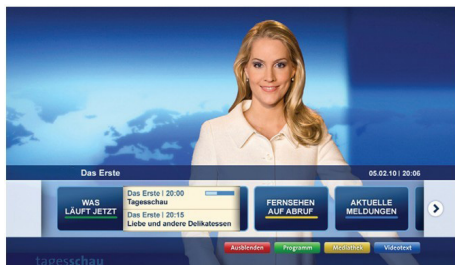 Das Erste
05.02.10 | 20:06
WAS
LÄUFT JETZT
Das Erste | 20:00
Tagesschau
Das Erste | 20:15
Liebe und andere Delikatessen
FERNSEHEN
AUF ABRUF
AKTUELLE
MELDUNGEN
Ausblenden
Programm
Mediathek
Videotext
tagesschau